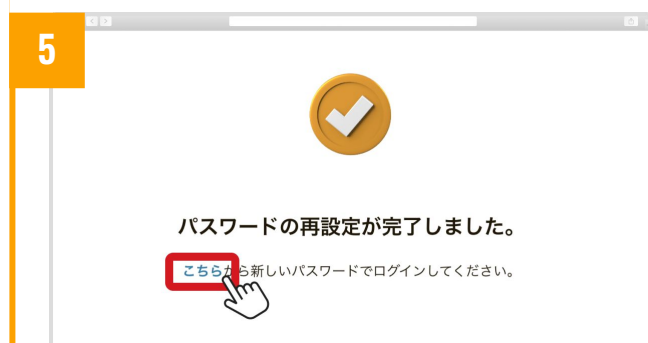 5
パスワードの再設定が完了しました。
こちらから新しいパスワードでログインしてください。